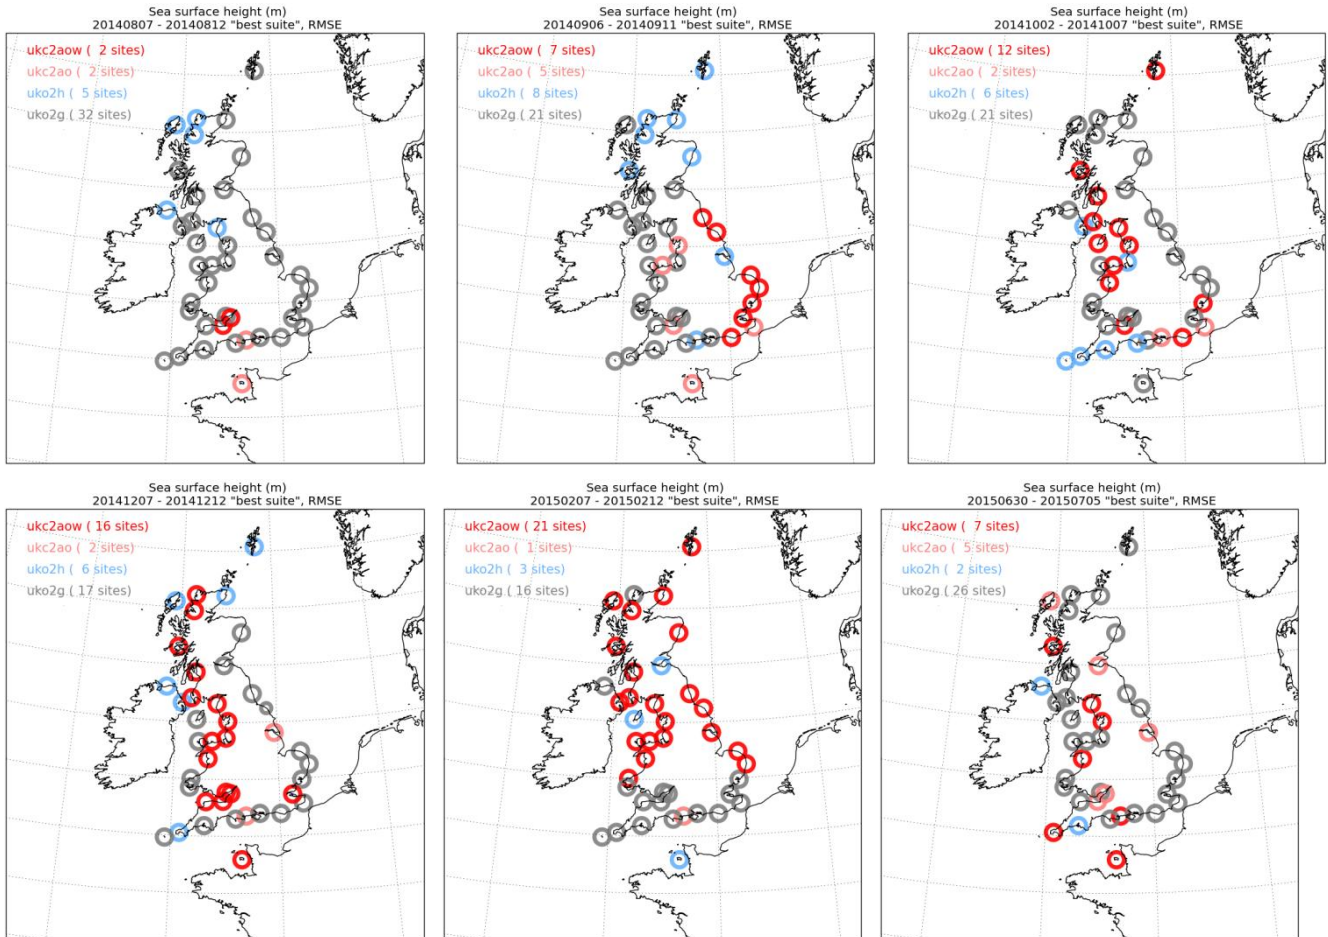 Sea surface height (m)
20140807 - 20140812 "best suite", RMSE
ukc2aow ( 2 sites)
ukc2ao ( 2 sites)
uko2h ( 5 sites)
uko2g ( 32 sites)
Sea surface height (m)
20140906 - 20140911 "best suite", RMSE
ukc2aow ( 7 sites)
ukc2ao ( 5 sites)
uko2h ( 8 sites)
uko2g ( 21 sites)
Sea surface height (m)
20141002 - 20141007 "best suite", RMSE
ukc2aow ( 12 sites)
ukc2ao ( 2 sites)
uko2h ( 6 sites)
uko2g ( 21 sites)
Sea surface height (m)
20141207 - 20141212 "best suite", RMSE
ukc2aow ( 16 sites)
ukc2ao ( 2 sites)
uko2h ( 6 sites)
uko2g ( 17 sites)
Sea surface height (m)
20150207 - 20150212 "best suite", RMSE
ukc2aow ( 21 sites)
ukc2ao ( 1 sites)
uko2h ( 3 sites)
uko2g ( 16 sites)
Sea surface height (m)
20150630 - 20150705 "best suite", RMSE
ukc2aow ( 7 sites)
ukc2ao ( 5 sites)
uko2h ( 2 sites)
uko2g ( 26 sites)